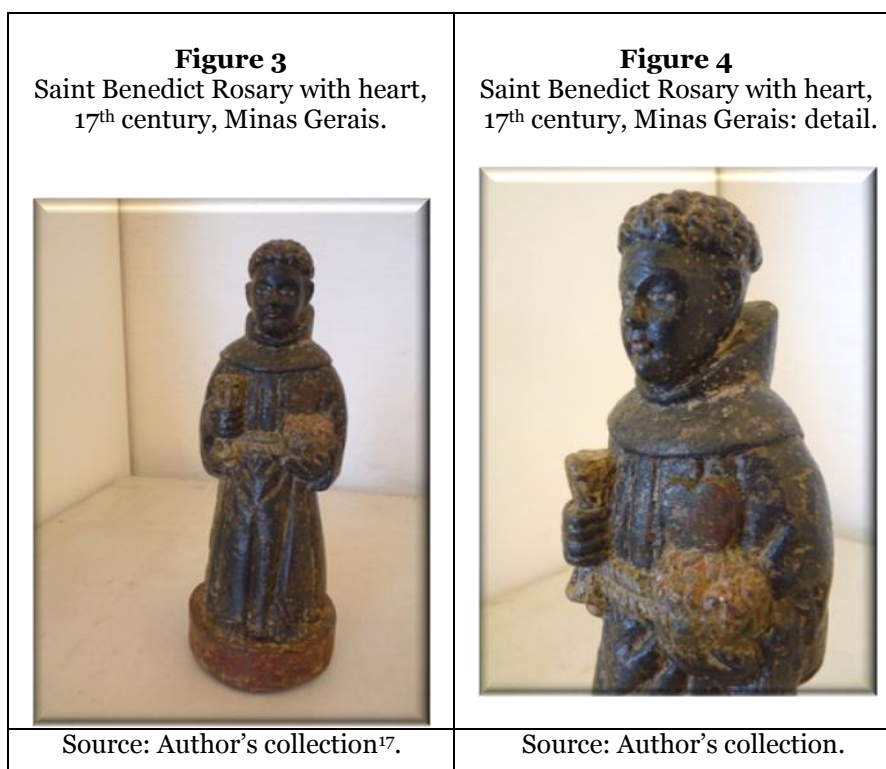 Figure 3
Saint Benedict Rosary with heart,
17th century, Minas Gerais.
Figure 4
Saint Benedict Rosary with heart,
17th century, Minas Gerais: detail.
Source: Author's collection17.
Source: Author's collection.